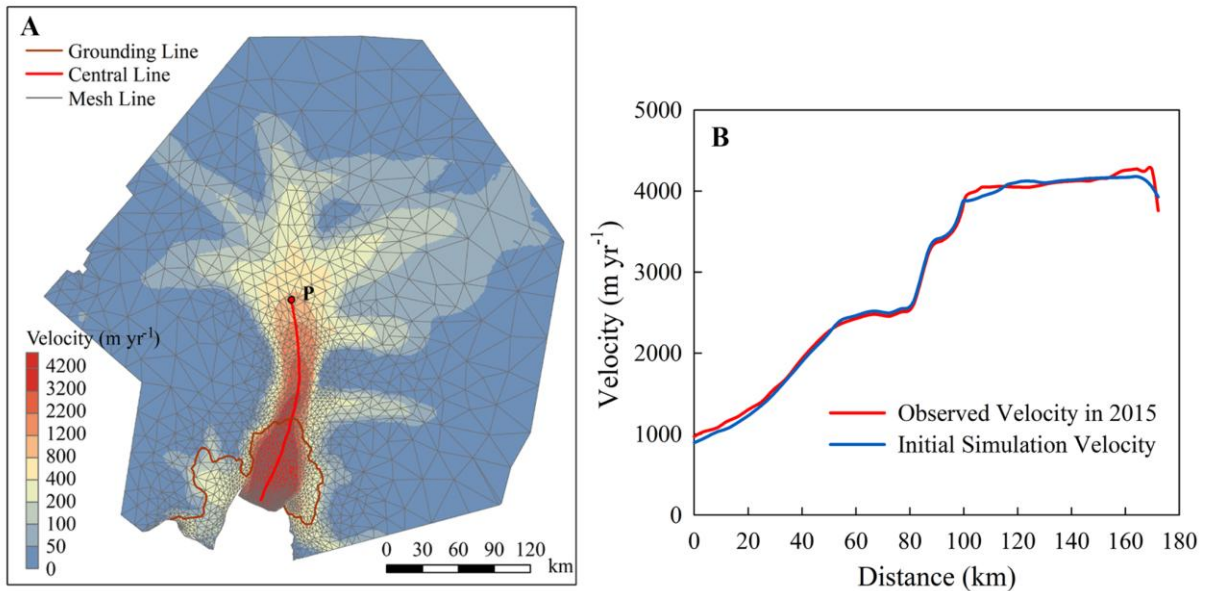 A
Grounding Line
Central Line
Mesh Line
P
Velocity (m yr-1)
4200
3200
2200
1200
800
400
200
100
50
0
0 30 60 90 120
km
B
5000
4000
3000
2000
1000
0
Velocity (m yr-1)
Observed Velocity in 2015
Initial Simulation Velocity
0 20 40 60 80 100 120 140 160 180
Distance (km)